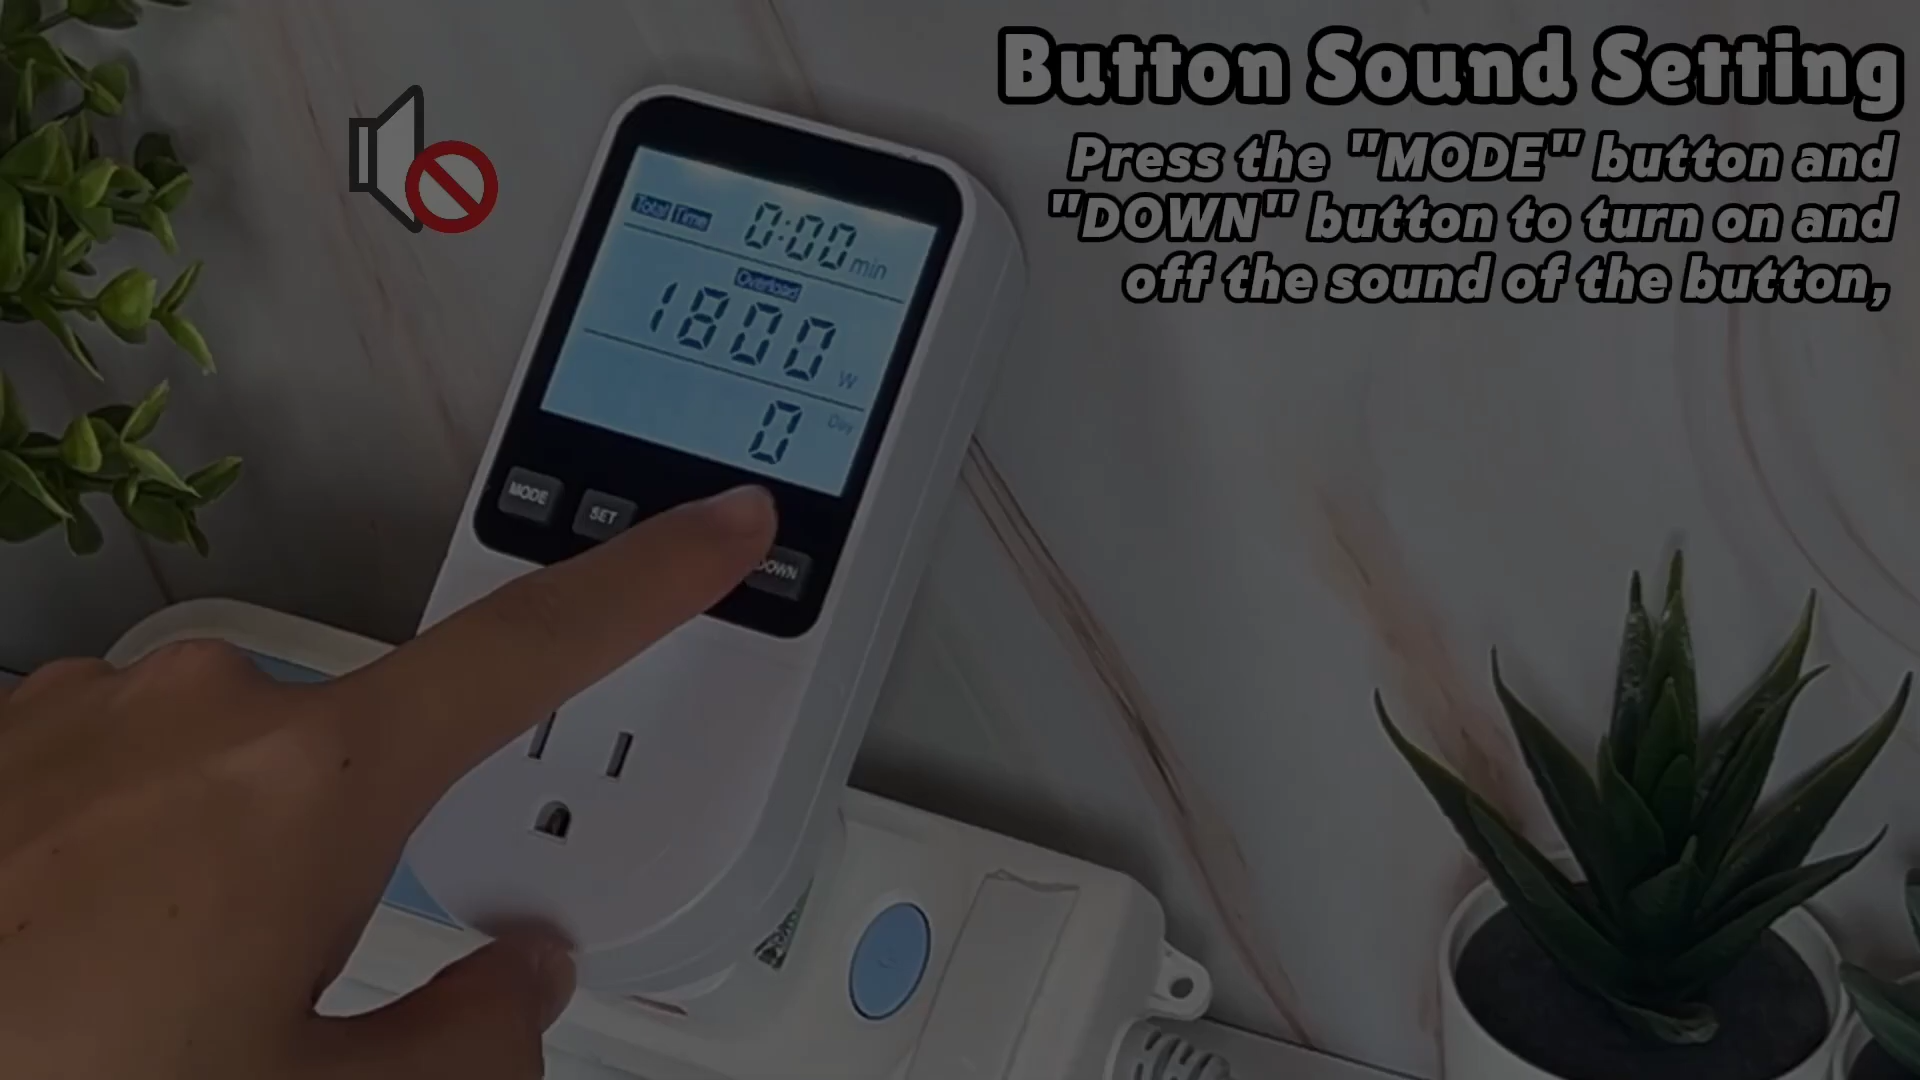 Button Sound Setting
Press the "MODE" button and
"DOWN" button to turn on and
off the sound of the button,
Total Time 0:00 min
Overload
1800 W
0 Day
MODE
SET
DOWN